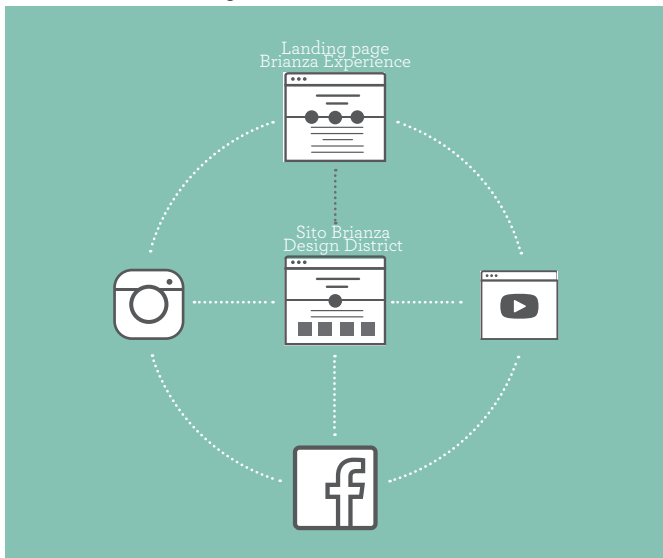 Landing page
Brianza Experience
Sito Brianza
Design District